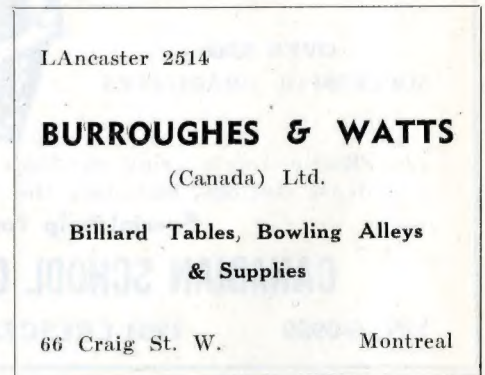 LAncaster 2514
BURROUGHES & WATTS
(Canada) Ltd.
Billiard Tables, Bowling Alleys
& Supplies
66 Craig St. W. Montreal